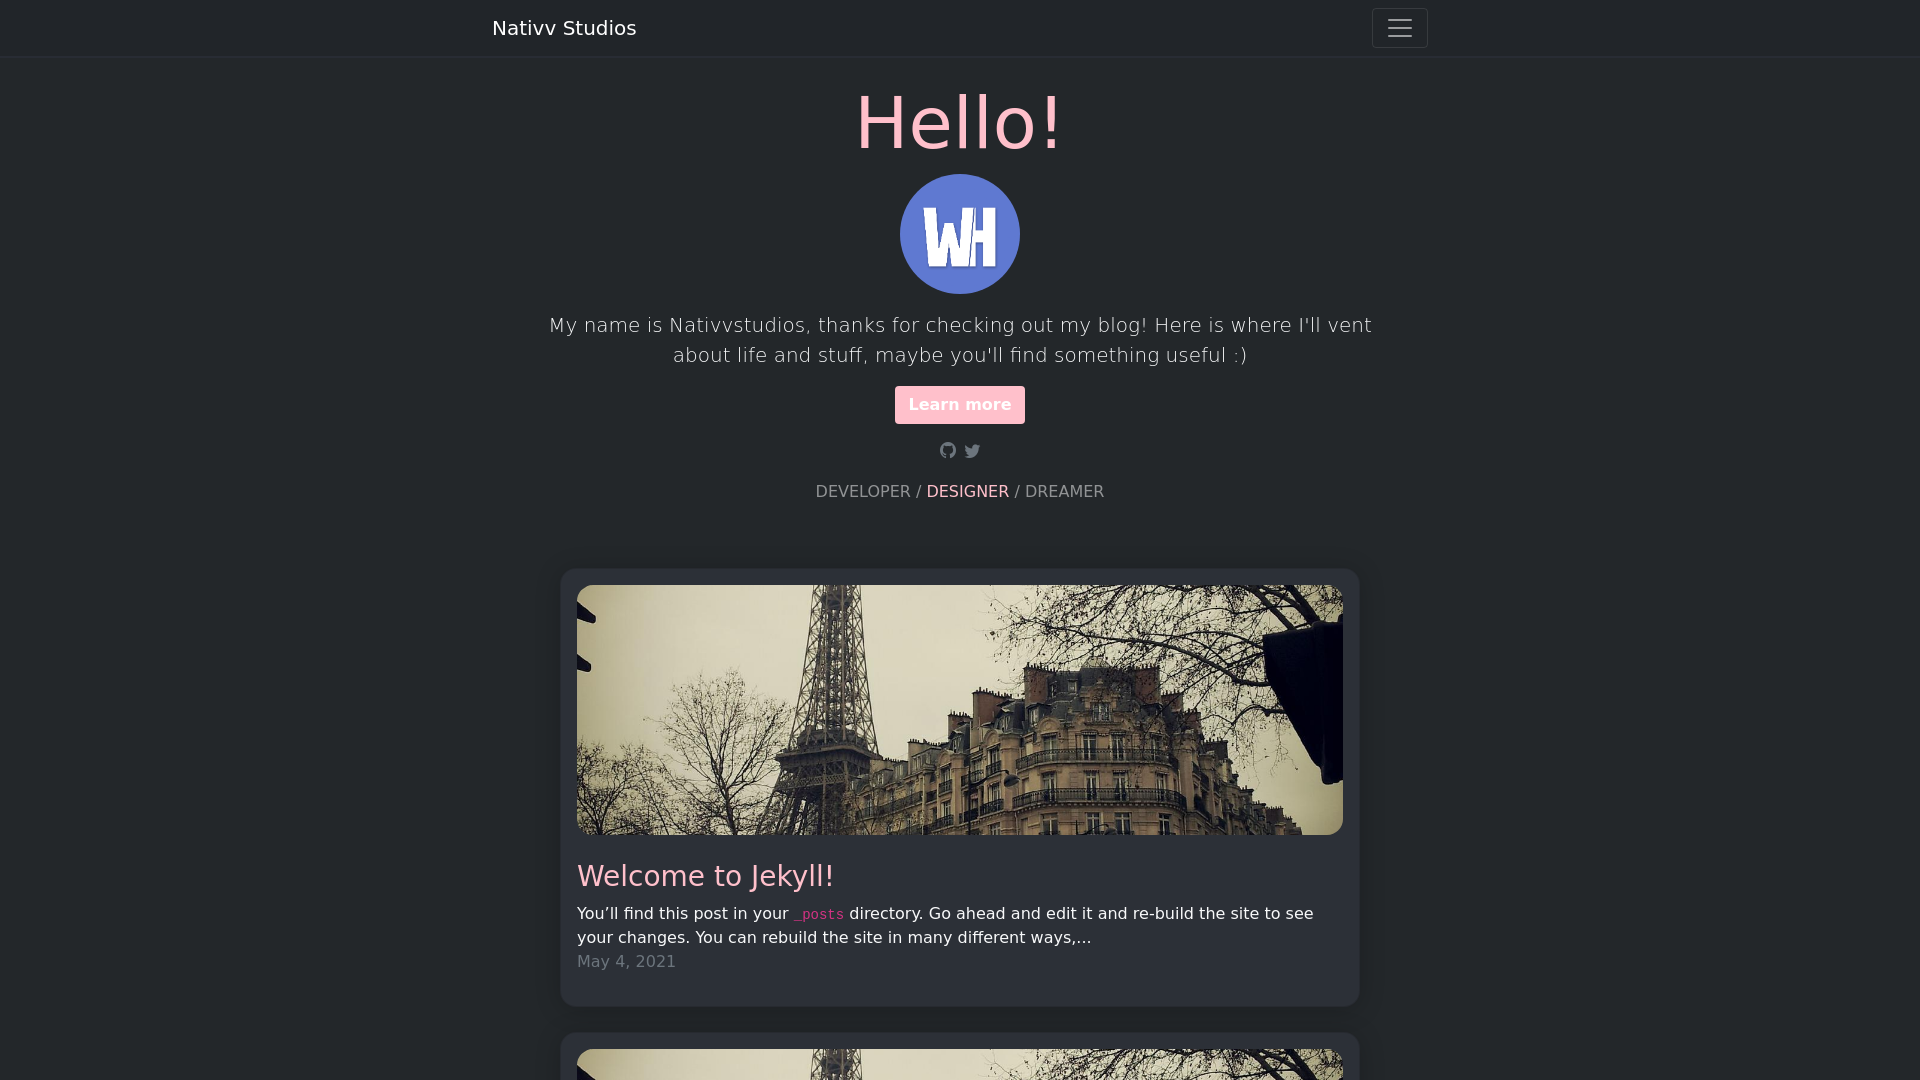 Nativv Studios
Hello!
WH
My name is Nativvstudios, thanks for checking out my blog! Here is where I'll vent
about life and stuff, maybe you'll find something useful :)
Learn more
DEVELOPER / DESIGNER / DREAMER
Welcome to Jekyll!
You’ll find this post in your _posts directory. Go ahead and edit it and re-build the site to see
your changes. You can rebuild the site in many different ways,...
May 4, 2021